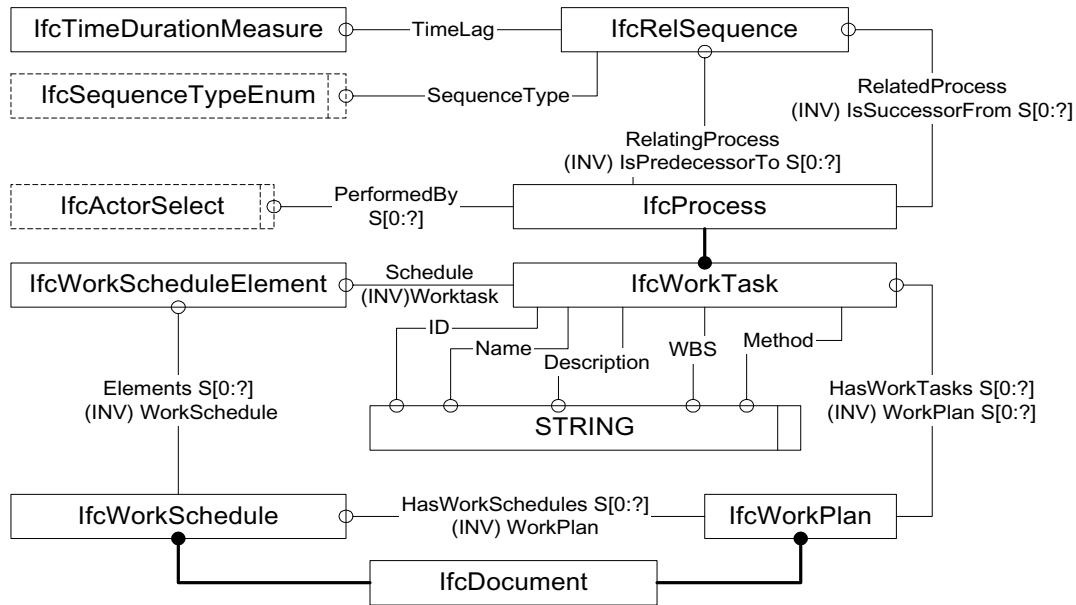 IfcTimeDurationMeasure
TimeLag
IfcRelSequence
IfcSequenceTypeEnum
SequenceType
RelatedProcess
(INV) IsSuccessorFrom S[0:?]
RelatingProcess
(INV) IsPredecessorTo S[0:?]
IfcActorSelect
PerformedBy
S[0:?]
IfcProcess
IfcWorkScheduleElement
Schedule
(INV)Worktask
IfcWorkTask
ID
Name
Description
WBS
Method
Elements S[0:?]
(INV) WorkSchedule
HasWorkTasks S[0:?]
(INV) WorkPlan S[0:?]
STRING
IfcWorkSchedule
HasWorkSchedules S[0:?]
(INV) WorkPlan
IfcWorkPlan
IfcDocument